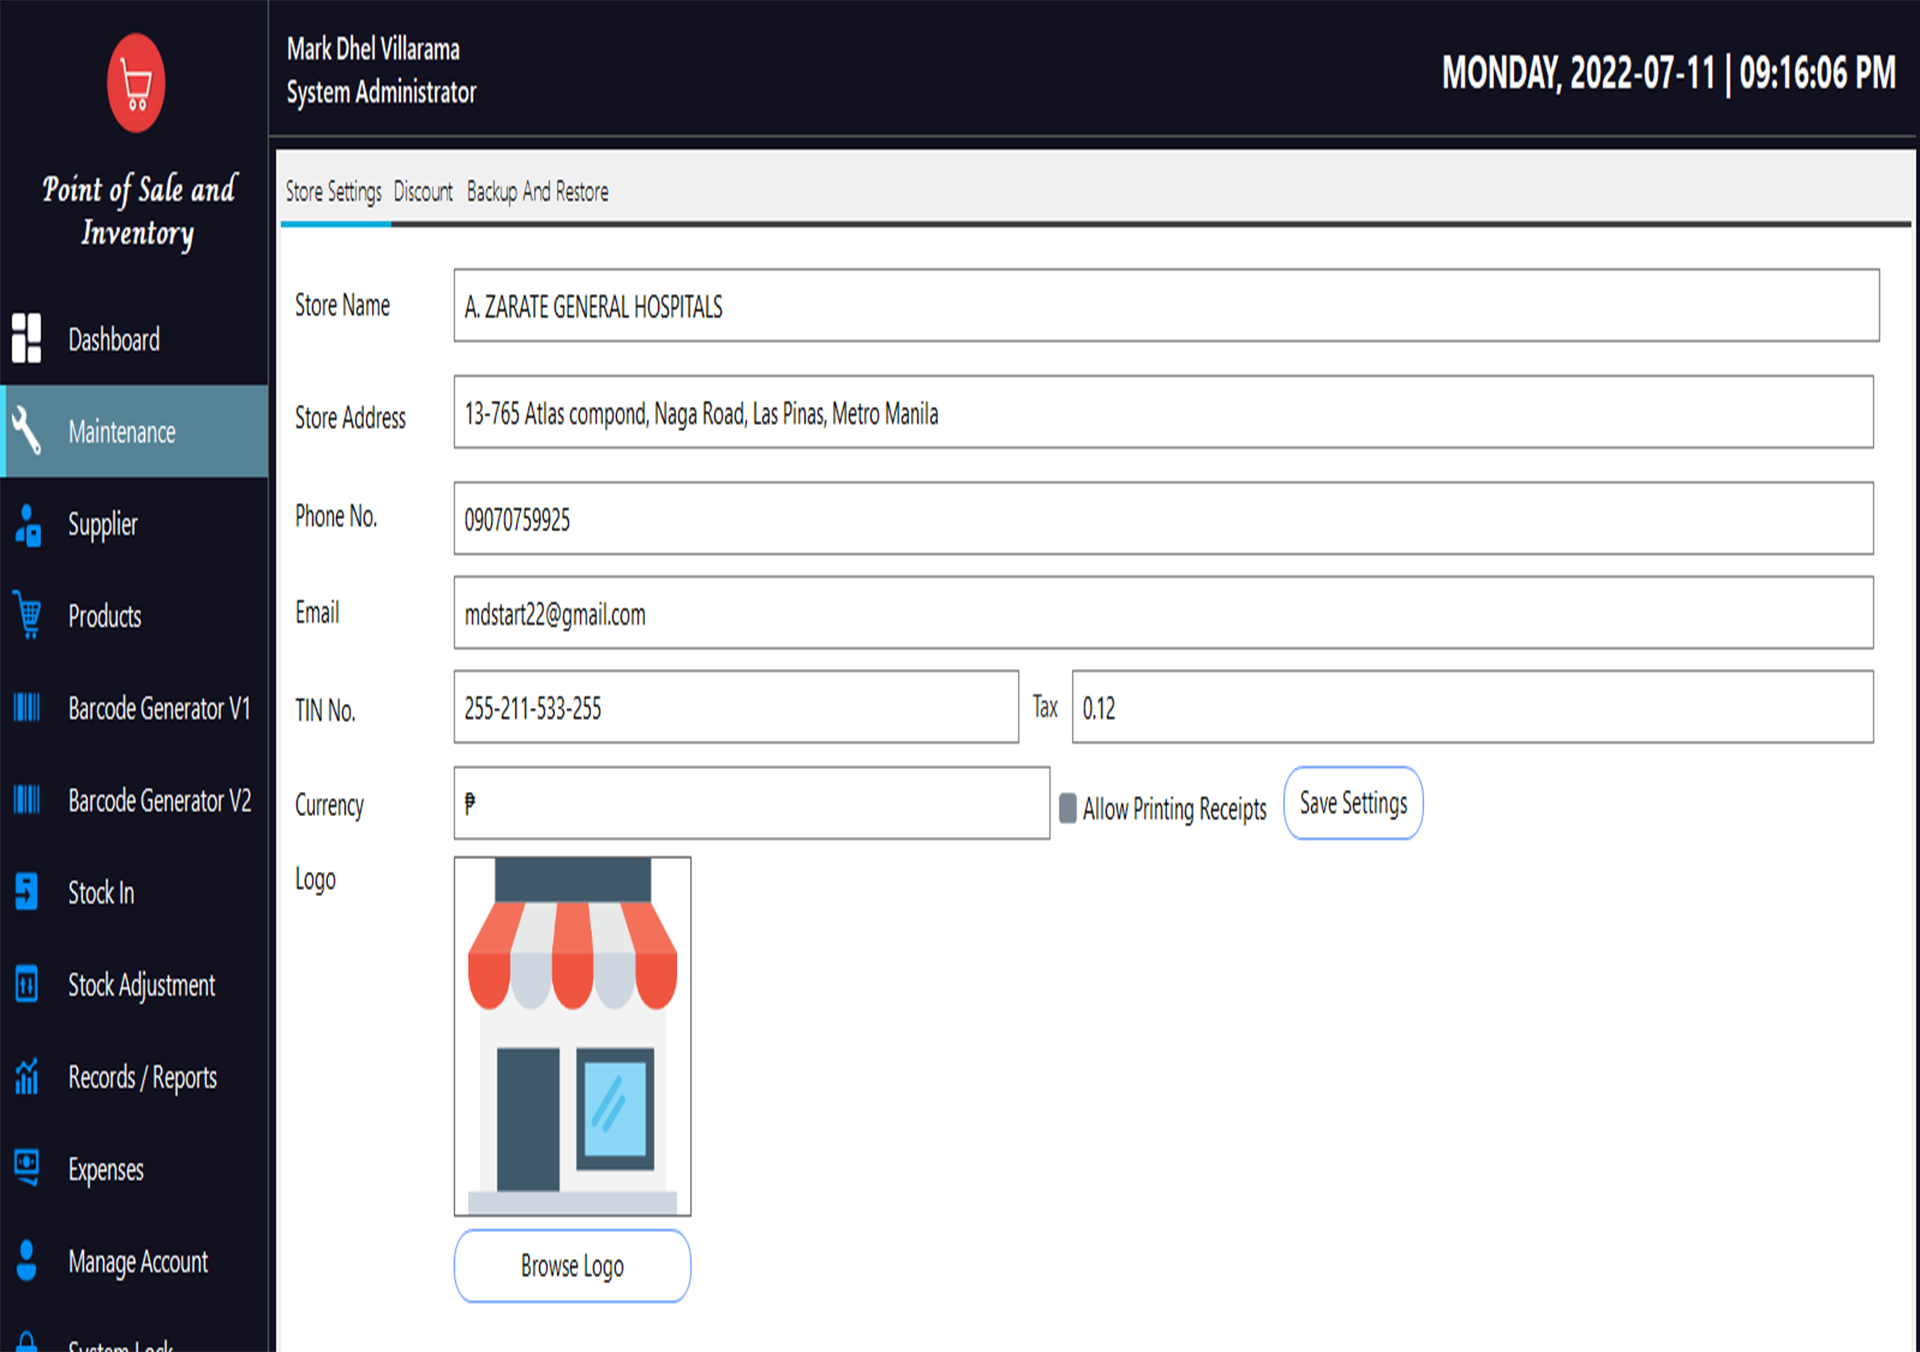 Point of Sale and
Inventory
Dashboard
Maintenance
Supplier
Products
Barcode Generator V1
Barcode Generator V2
Stock In
Stock Adjustment
Records / Reports
Expenses
Manage Account
System Lock
Mark Dhel Villarama
System Administrator
MONDAY, 2022-07-11 | 09:16:06 PM
Store Settings Discount Backup And Restore
Store Name A. ZARATE GENERAL HOSPITALS
Store Address 13-765 Atlas compond, Naga Road, Las Pinas, Metro Manila
Phone No. 09070759925
Email mdstart22@gmail.com
TIN No. 255-211-533-255 Tax 0.12
Currency ₱ Allow Printing Receipts Save Settings
Logo
Browse Logo